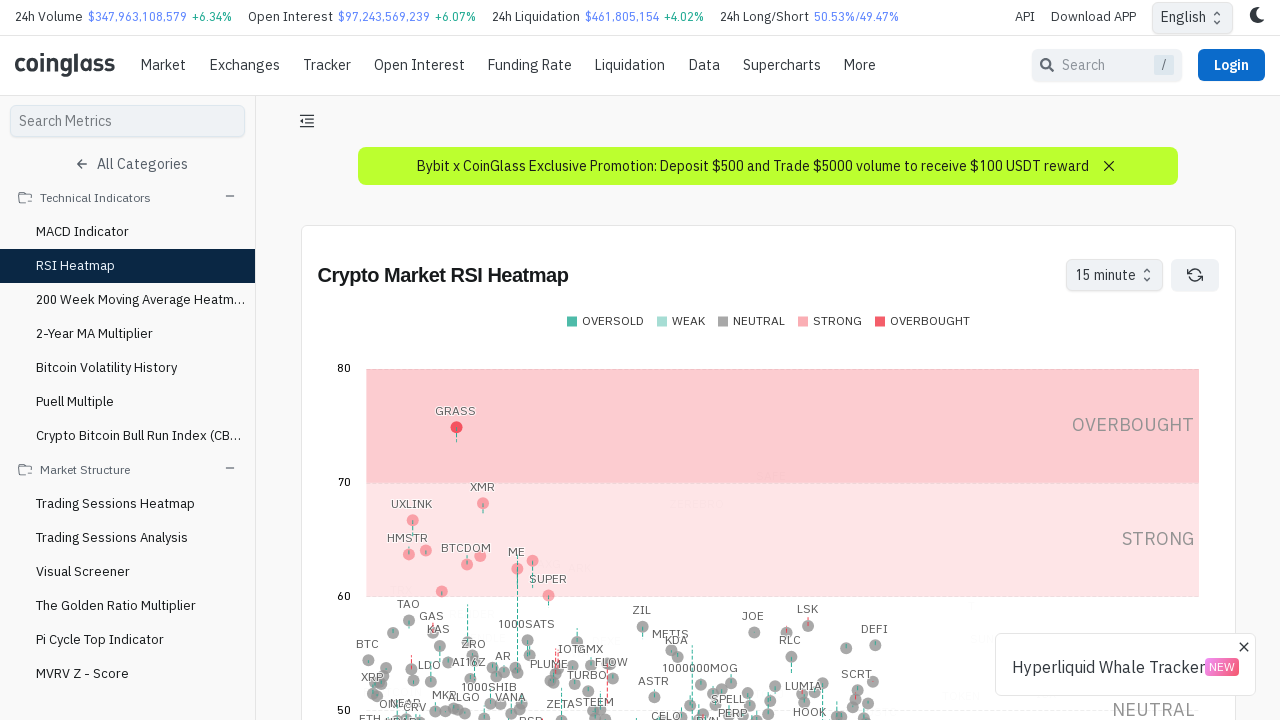 24h Volume $347,963,108,579 +6.34% Open Interest $97,243,569,239 +6.07% 24h Liquidation $461,805,154 +4.02% 24h Long/Short 50.53%/49.47% API Download APP English
coinglass Market Exchanges Tracker Open Interest Funding Rate Liquidation Data Supercharts More Search / Login
Search Metrics
All Categories
Technical Indicators
MACD Indicator
RSI Heatmap
200 Week Moving Average Heatm...
2-Year MA Multiplier
Bitcoin Volatility History
Puell Multiple
Crypto Bitcoin Bull Run Index (CB...
Market Structure
Trading Sessions Heatmap
Trading Sessions Analysis
Visual Screener
The Golden Ratio Multiplier
Pi Cycle Top Indicator
MVRV Z - Score
Bybit x CoinGlass Exclusive Promotion: Deposit $500 and Trade $5000 volume to receive $100 USDT reward
Crypto Market RSI Heatmap
15 minute
OVERSOLD WEAK NEUTRAL STRONG OVERBOUGHT
80
GRASS
OVERBOUGHT
70
XMR
UXLINK
HMSTR
BTCDOM
ME
STRONG
SUPER
60
TAO
ZIL
LSK
GAS
JOE
1000SATS
KAS
DEFI
METIS
KDA
RLC
BTC
ZRO
IOTA
GMX
AR
LDO
AI16Z
PLUME
FLOW
1000000MOG
XRP
TURBO
SCRT
ASTR
1000SHIB
LUMIA
MKR
ALGO
VANA
STEEM
SPELL
NEAR
CRV
ZETA
PERP
HOOK
CELO
ETH
50
NEUTRAL
Hyperliquid Whale Tracker NEW